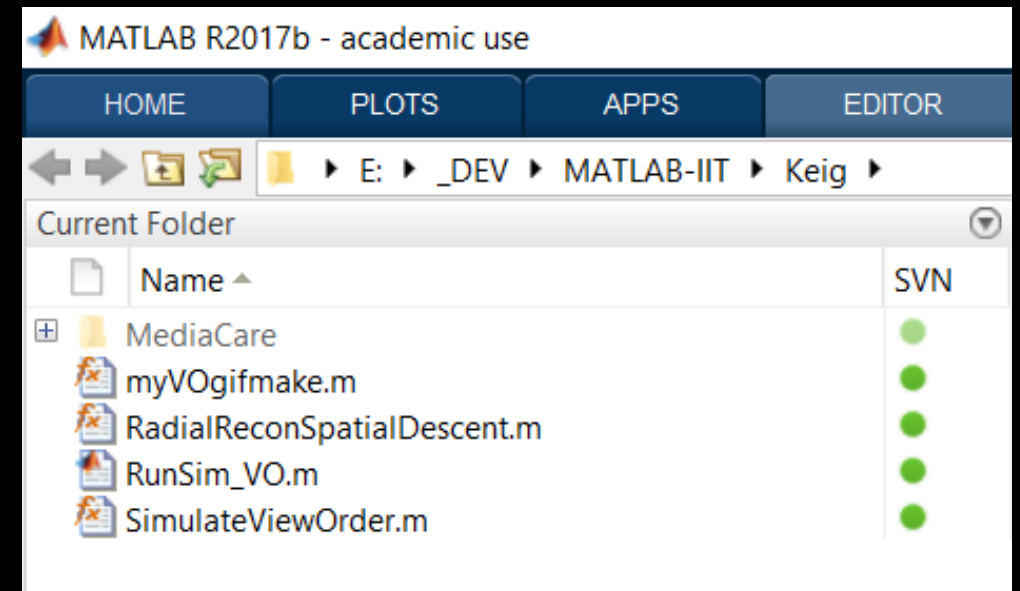 MATLAB R2017b - academic use
HOME PLOTS APPS EDITOR
E: _DEV MATLAB-IIT Keig
Current Folder
Name SVN
MediaCare
myVOgifmake.m
RadialReconSpatialDescent.m
RunSim_VO.m
SimulateViewOrder.m